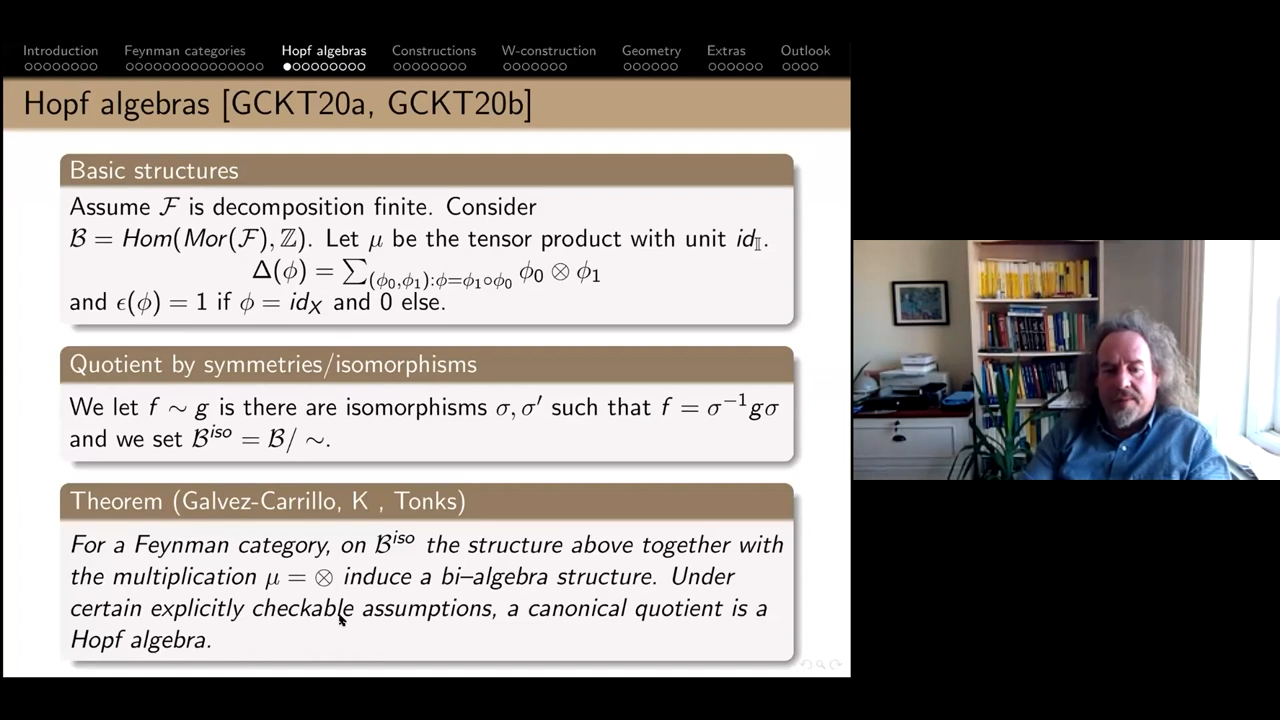 Introduction Feynman categories Hopf algebras Constructions W-construction Geometry Extras Outlook
Hopf algebras [GCKT20a, GCKT20b]
Basic structures
Assume ℱ is decomposition finite. Consider
ℬ = Hom(Mor(ℱ), ℤ). Let μ be the tensor product with unit id_𝕀.
Δ(φ) = ∑_{(φ₀,φ₁):φ=φ₁∘φ₀} φ₀ ⊗ φ₁
and ϵ(φ) = 1 if φ = id_X and 0 else.
Quotient by symmetries/isomorphisms
We let f ∼ g is there are isomorphisms σ, σ′ such that f = σ⁻¹gσ
and we set ℬ^{iso} = ℬ/ ∼.
Theorem (Galvez-Carrillo, K , Tonks)
For a Feynman category, on ℬ^{iso} the structure above together with
the multiplication μ = ⊗ induce a bi–algebra structure. Under
certain explicitly checkable assumptions, a canonical quotient is a
Hopf algebra.